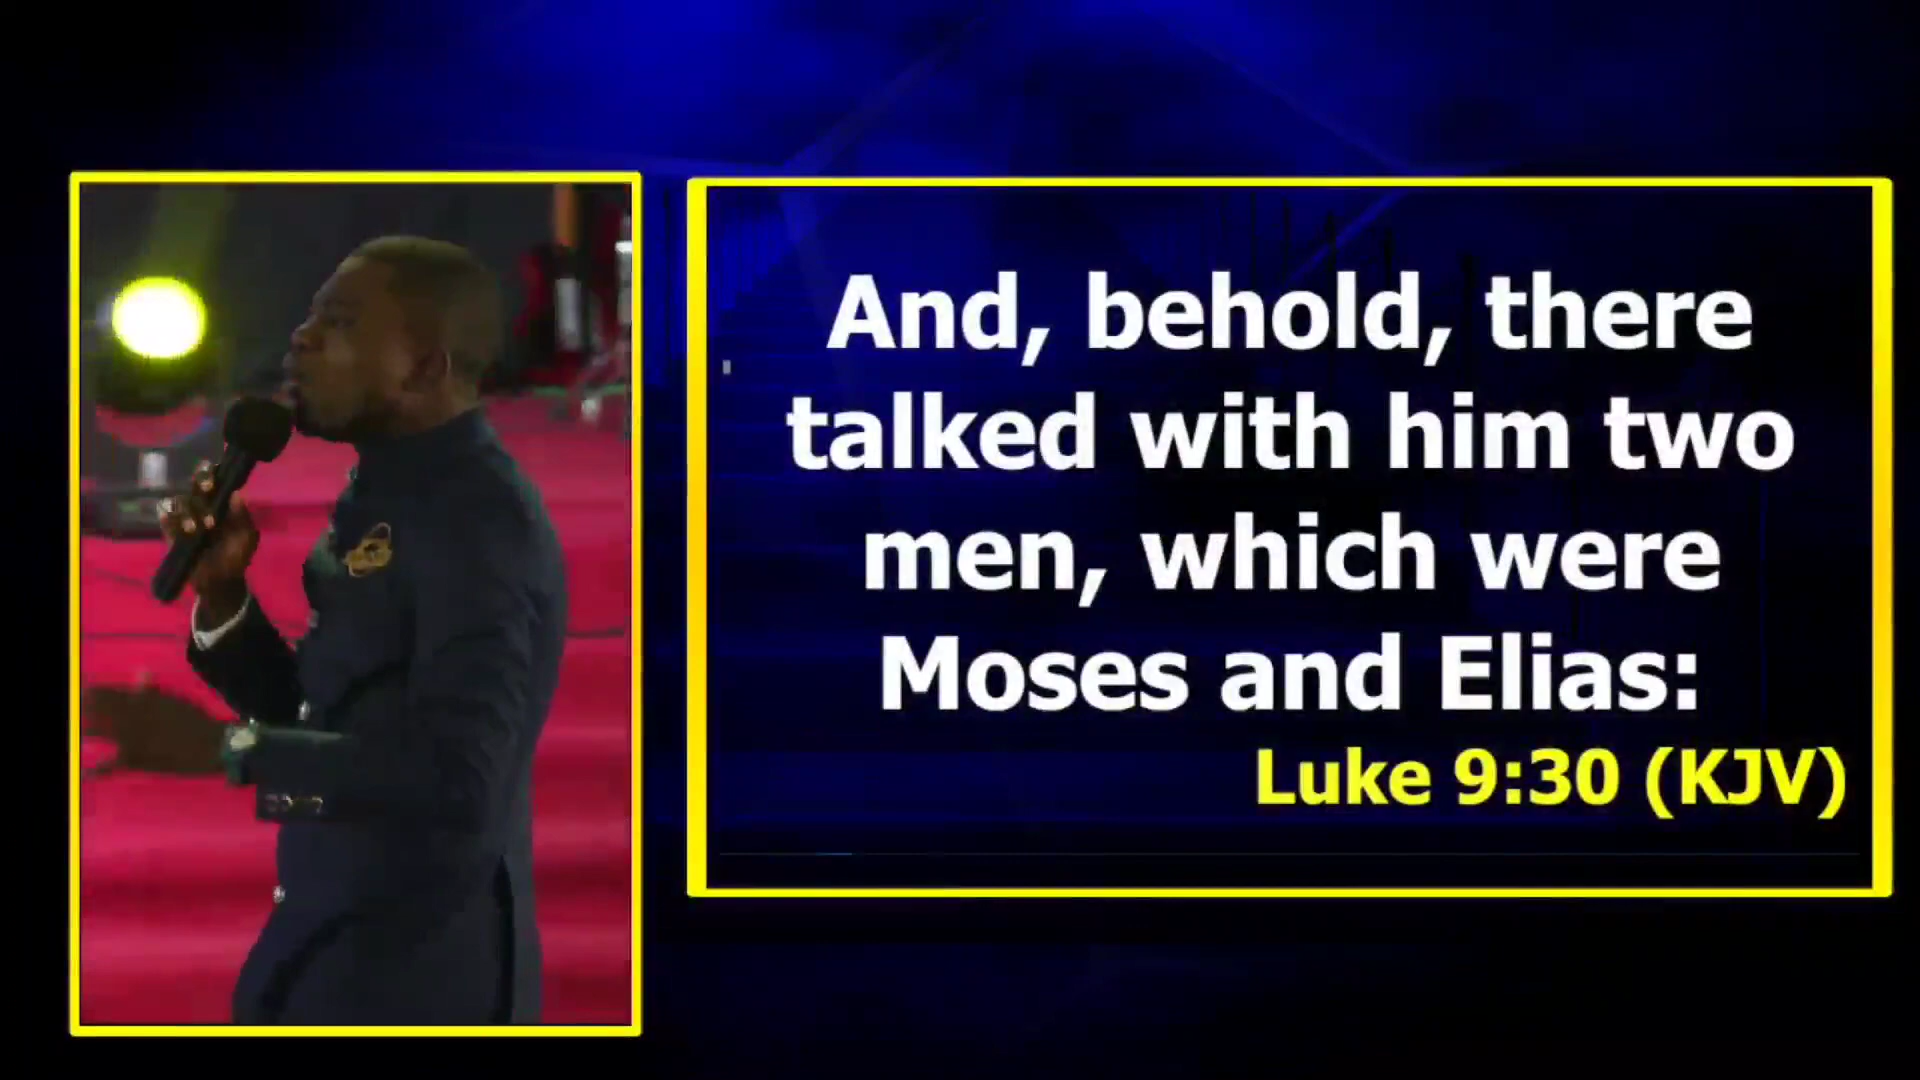 And, behold, there
talked with him two
men, which were
Moses and Elias:
Luke 9:30 (KJV)